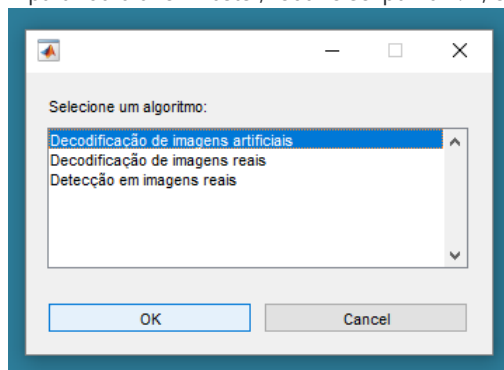 Selecione um algoritmo:
Decodificação de imagens artificiais
Decodificação de imagens reais
Detecção em imagens reais
OK
Cancel